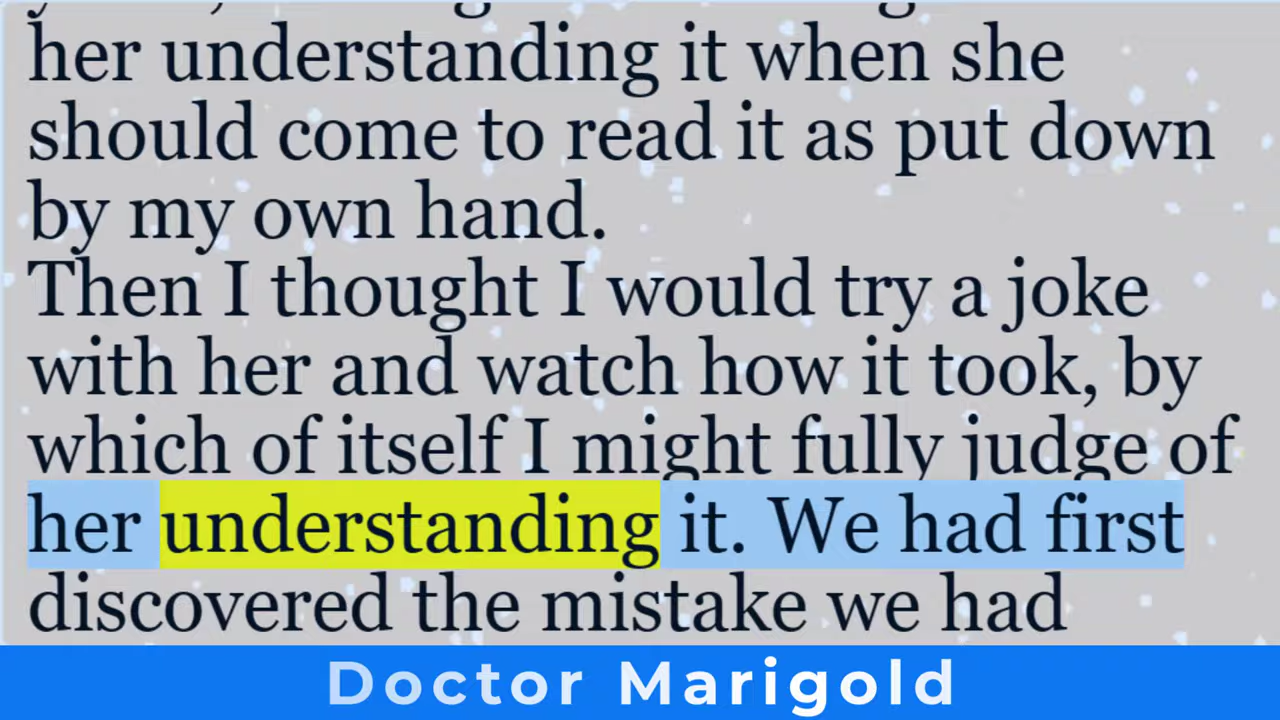 her understanding it when she
should come to read it as put down
by my own hand.
Then I thought I would try a joke
with her and watch how it took, by
which of itself I might fully judge of
her understanding it. We had first
discovered the mistake we had
Doctor Marigold